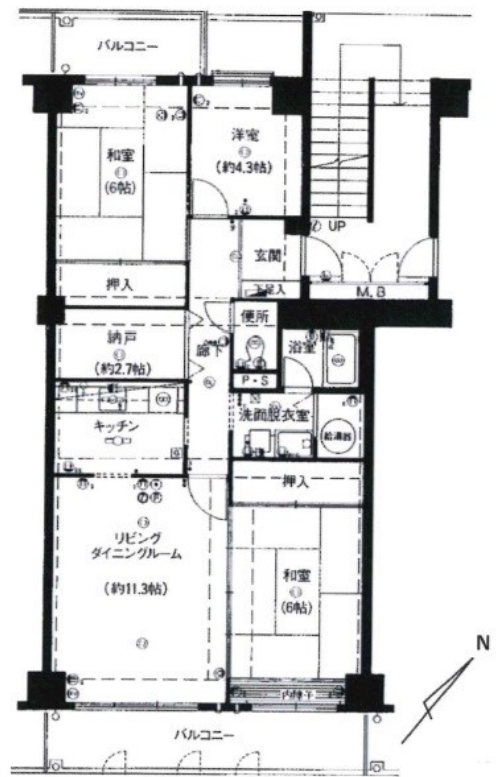 バルコニー
和室
(6帖)
洋室
(約4.3帖)
UP
玄関
下足入
M.B
押入
便所
納戸
(約2.7帖)
廊下
浴室
P・S
洗面脱衣室
キッチン
給湯器
押入
リビング
ダイニングルーム
(約11.3帖)
和室
(6帖)
内障子
バルコニー
N